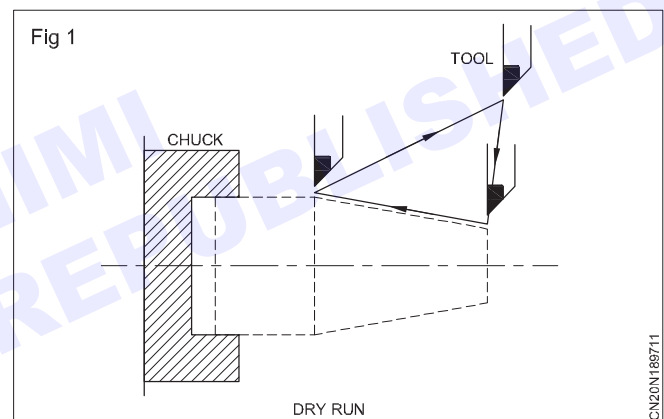 Fig 1
TOOL
CHUCK
DRY RUN
CN20N189711
NIMI
REPUBLISHED